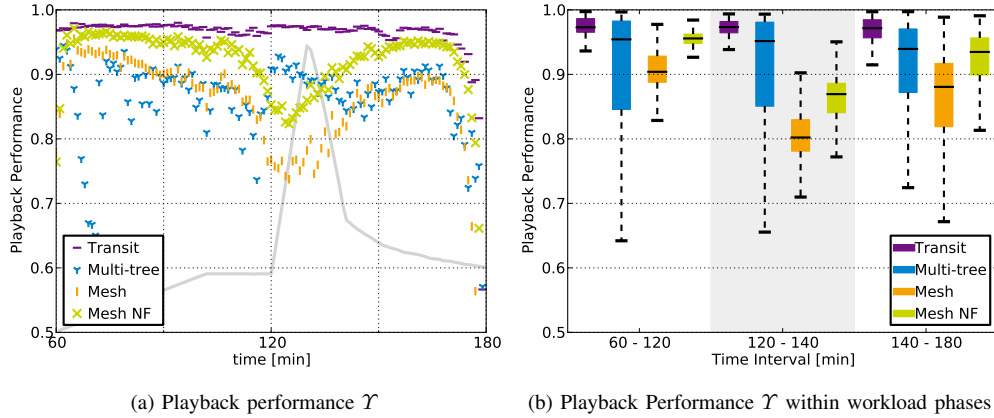 1.0
0.9
0.8
0.7
0.6
0.5
Playback Performance
Transit
Multi-tree
Mesh
Mesh NF
60
120
180
time [min]
(a) Playback performance ϒ
1.0
0.9
0.8
0.7
0.6
0.5
Playback Performance
Transit
Multi-tree
Mesh
Mesh NF
60 - 120
120 - 140
140 - 180
Time Interval [min]
(b) Playback Performance ϒ within workload phases